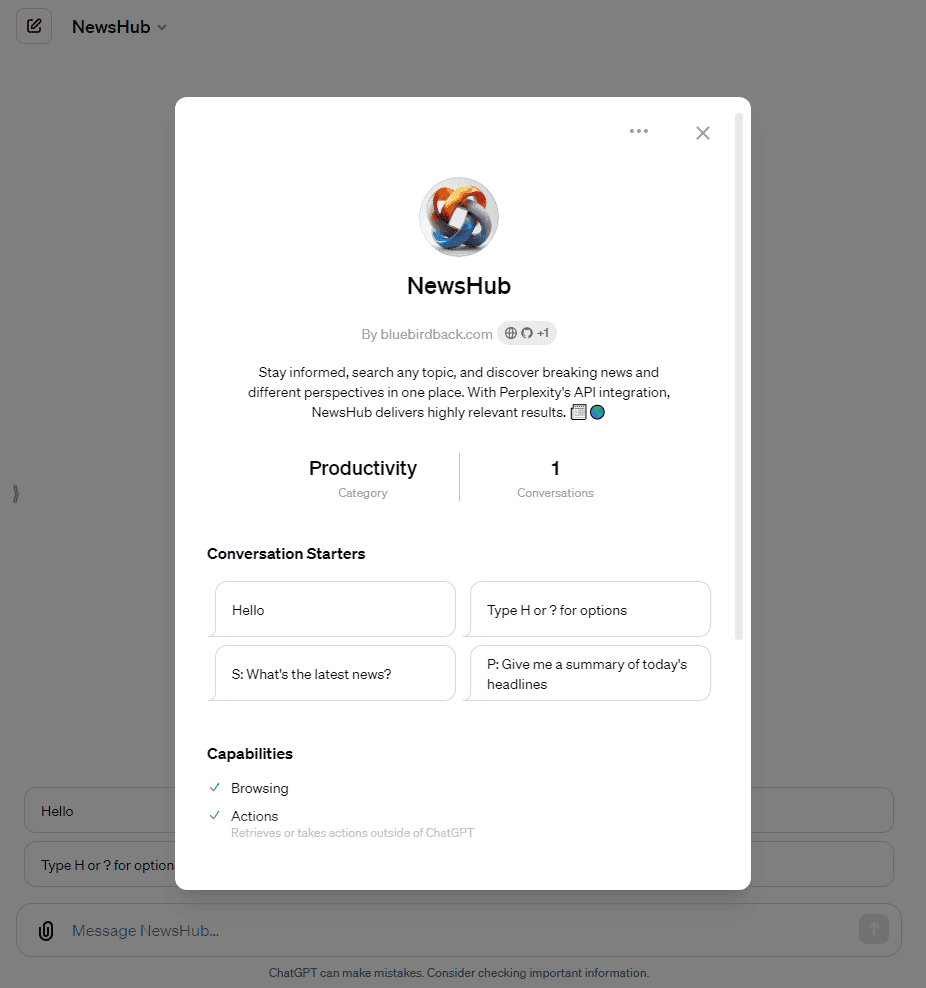 NewsHub
NewsHub
By bluebirdback.com +1
Stay informed, search any topic, and discover breaking news and
different perspectives in one place. With Perplexity's API integration,
NewsHub delivers highly relevant results. 📰🌎
Productivity
Category
1
Conversations
Conversation Starters
Hello
Type H or ? for options
S: What's the latest news?
P: Give me a summary of today's
headlines
Capabilities
Browsing
Actions
Retrieves or takes actions outside of ChatGPT
Hello
Type H or ? for option
Message NewsHub...
ChatGPT can make mistakes. Consider checking important information.